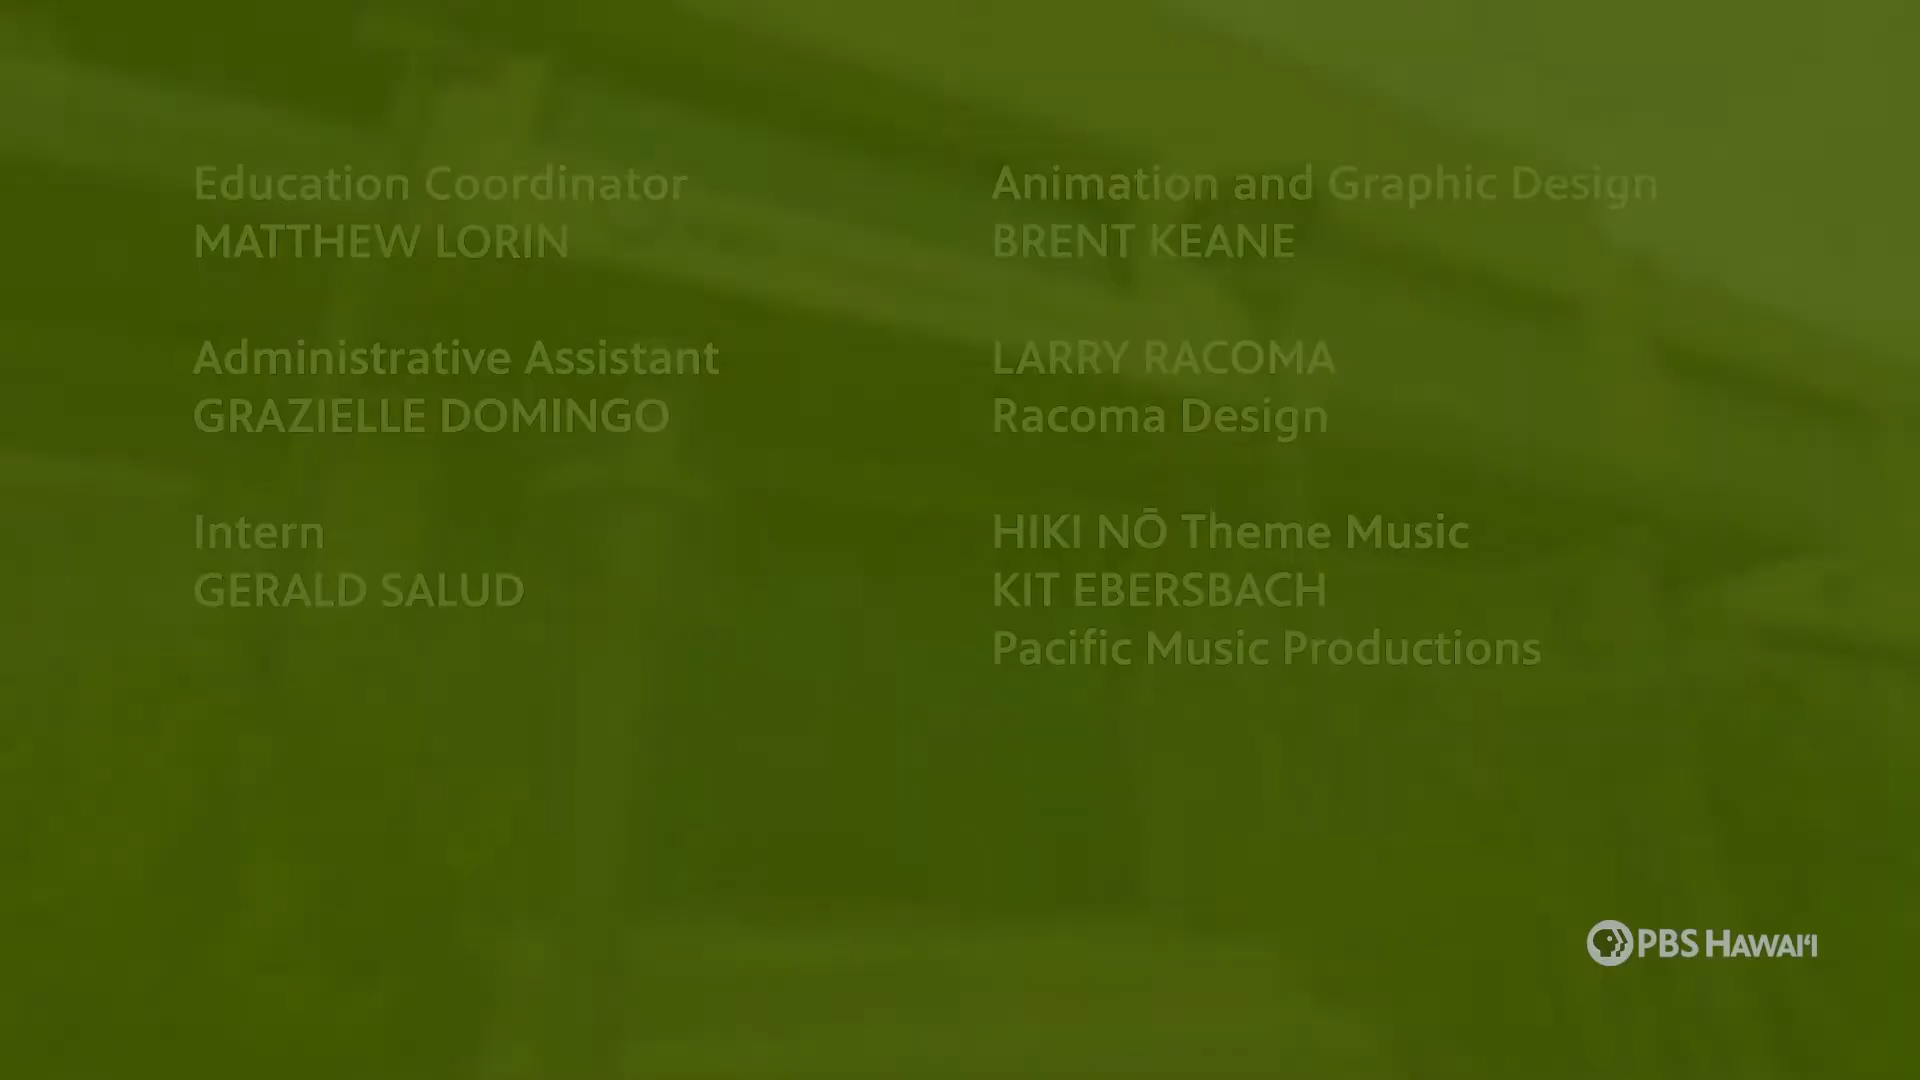 Education Coordinator
MATTHEW LORIN
Administrative Assistant
GRAZIELLE DOMINGO
Intern
GERALD SALUD
Animation and Graphic Design
BRENT KEANE
LARRY RACOMA
Racoma Design
HIKI NŌ Theme Music
KIT EBERSBACH
Pacific Music Productions
PBS HAWAIʻI